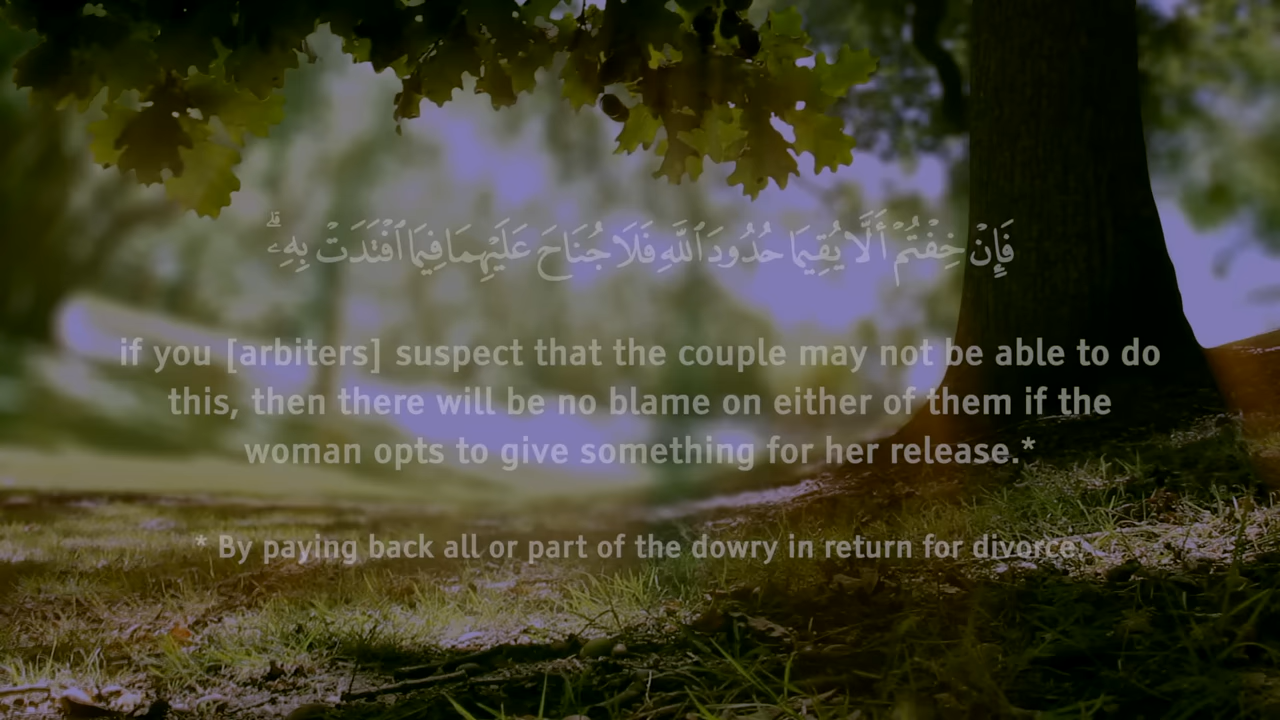 فَإِنْ خِفْتُمْ أَلَّا يُقِيمَا حُدُودَ ٱللَّهِ فَلَا جُنَاحَ عَلَيْهِمَا فِيمَا ٱفْتَدَتْ بِهِۦ ۗ
if you [arbiters] suspect that the couple may not be able to do
this, then there will be no blame on either of them if the
woman opts to give something for her release.*
* By paying back all or part of the dowry in return for divorce.